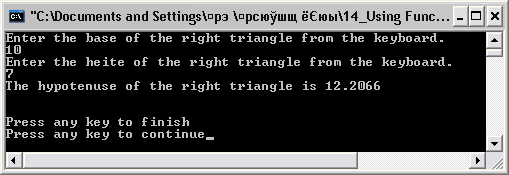 "C:\Documents and Settings\¤рэ \¤рсюўшщ ё€юы\14_Using Func...
Enter the base of the right triangle from the keyboard.
10
Enter the heite of the right triangle from the keyboard.
7
The hypotenuse of the right triangle is 12.2066
Press any key to finish
Press any key to continue_